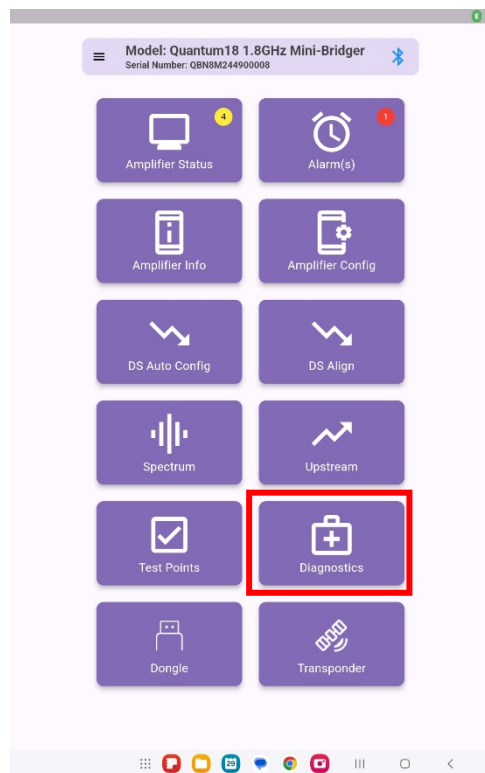 Model: Quantum18 1.8GHz Mini-Bridger
Serial Number: QBN8M244900008
4
Amplifier Status
1
Alarm(s)
Amplifier Info
Amplifier Config
DS Auto Config
DS Align
Spectrum
Upstream
Test Points
Diagnostics
Dongle
Transponder
29